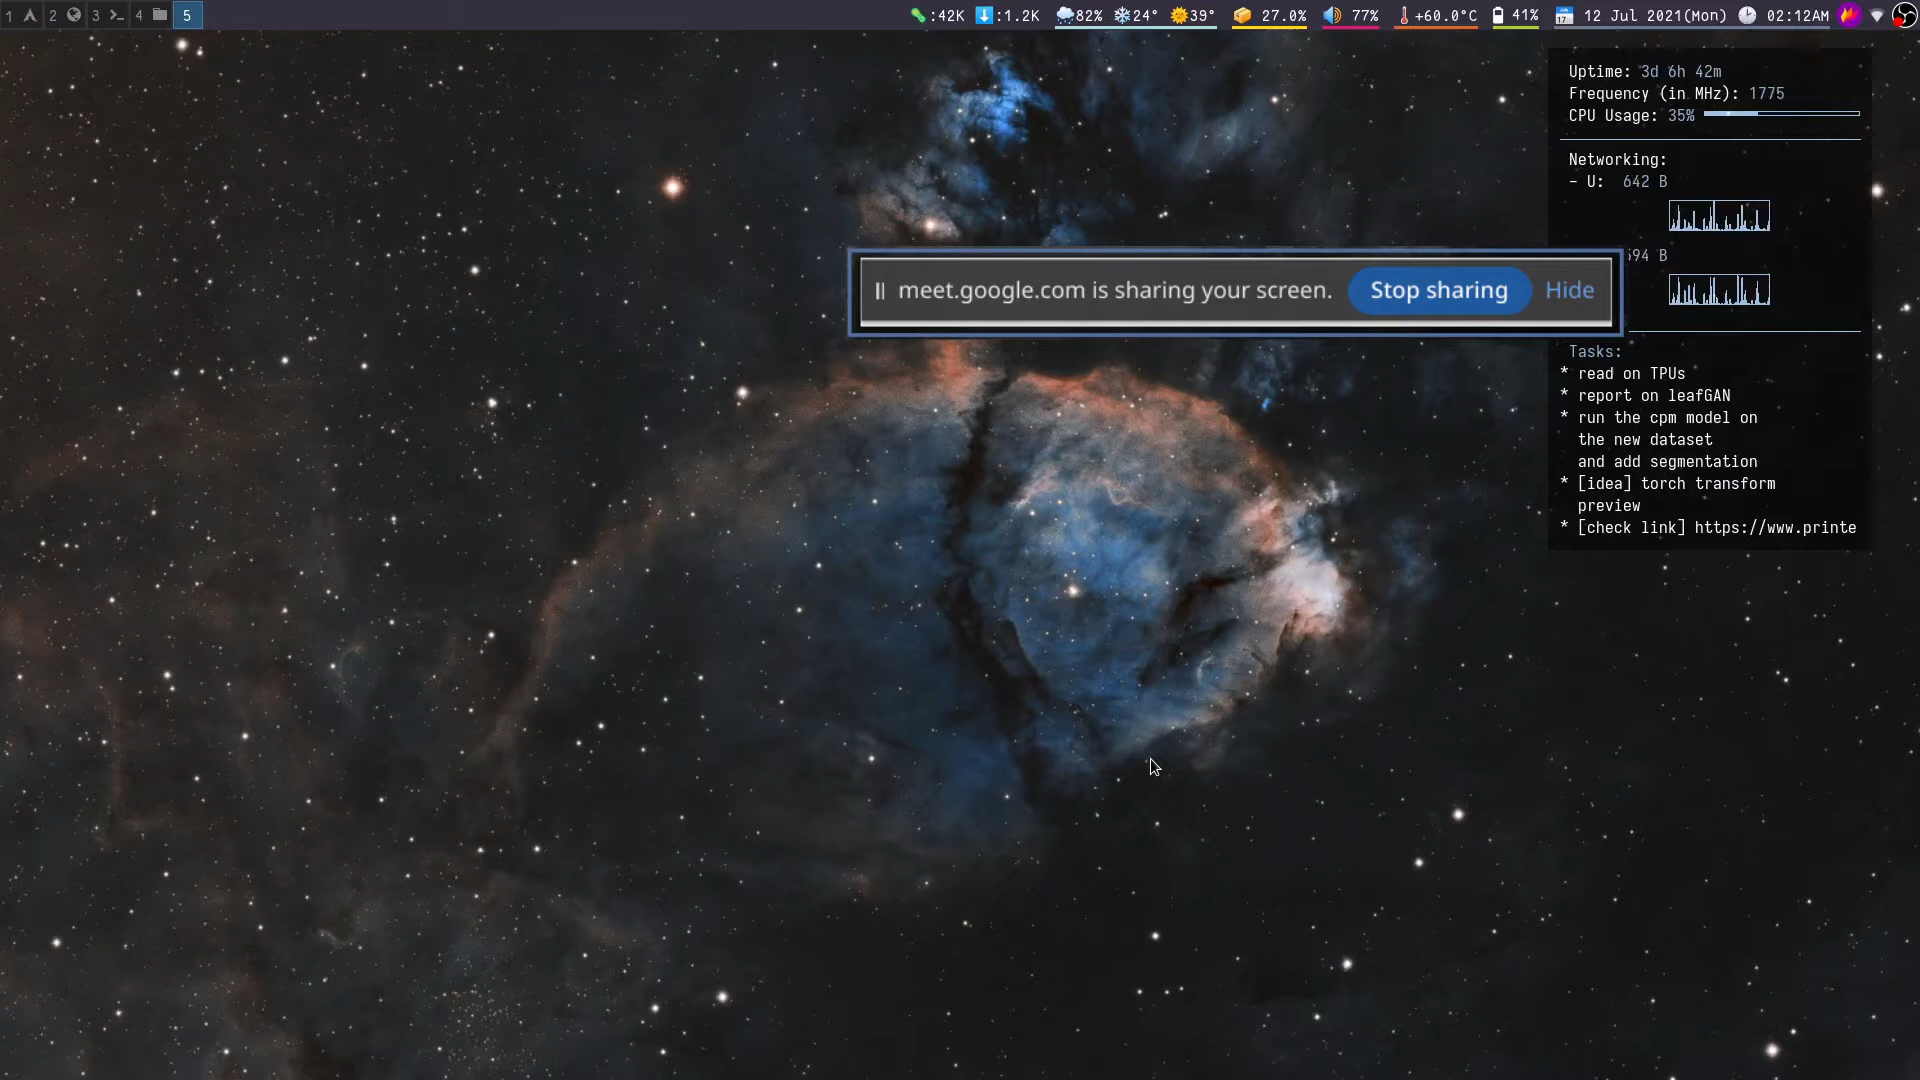 1 2 3 4 5
:42K :1.2K 82% 24° 39° 27.0% 77% +60.0°C 41% 12 Jul 2021(Mon) 02:12AM
Uptime: 3d 6h 42m
Frequency (in MHz): 1775
CPU Usage: 35%
Networking:
- U: 642 B
94 B
meet.google.com is sharing your screen. Stop sharing Hide
Tasks:
* read on TPUs
* report on leafGAN
* run the cpm model on
the new dataset
and add segmentation
* [idea] torch transform
preview
* [check link] https://www.printe